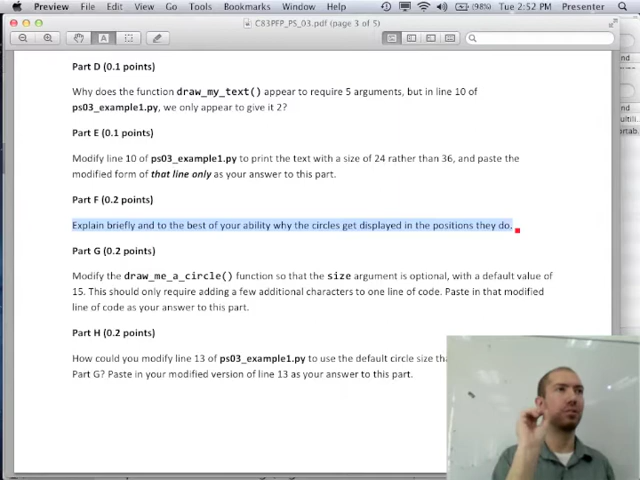 Preview File Edit View Go Tools Bookmarks Window Help (98%) Tue 2:52 PM Presenter
C83PFP_PS_03.pdf (page 3 of 5)
Part D (0.1 points)
Why does the function draw_my_text() appear to require 5 arguments, but in line 10 of
ps03_example1.py, we only appear to give it 2?
Part E (0.1 points)
Modify line 10 of ps03_example1.py to print the text with a size of 24 rather than 36, and paste the
modified form of that line only as your answer to this part.
Part F (0.2 points)
Explain briefly and to the best of your ability why the circles get displayed in the positions they do.
Part G (0.2 points)
Modify the draw_me_a_circle() function so that the size argument is optional, with a default value of
15. This should only require adding a few additional characters to one line of code. Paste in that modified
line of code as your answer to this part.
Part H (0.2 points)
How could you modify line 13 of ps03_example1.py to use the default circle size tha
Part G? Paste in your modified version of line 13 as your answer to this part.